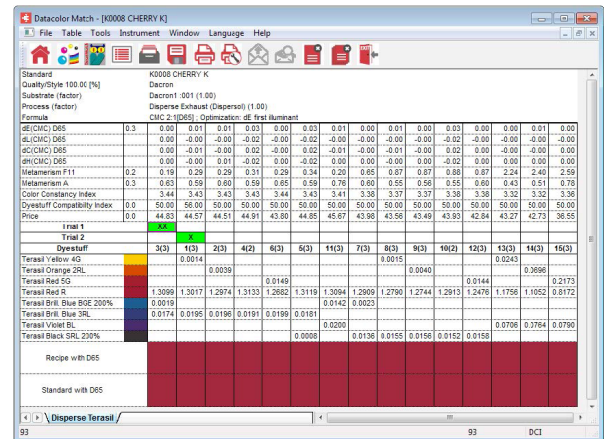 Datacolor Match - [K0008 CHERRY K]
File Table Tools Instrument Window Language Help
Standard K0008 CHERRY K
Quality/Style 100.00 [%] Dacron
Substrate (factor) Dacron1 :001 (1.00)
Process (factor) Disperse Exhaust (Dispersol) (1.00)
Formula CMC 2:1[D65] ; Optimization: dE first illuminant
dE(CMC) D65 0.3 0.00 0.01 0.01 0.03 0.00 0.03 0.01 0.01 0.00 0.00 0.03 0.00 0.00 0.01 0.00
dL(CMC) D65 0.00 -0.00 -0.00 -0.02 -0.00 -0.02 0.00 -0.00 -0.00 -0.00 -0.02 -0.00 0.00 -0.00 0.00
dC(CMC) D65 0.00 -0.01 -0.00 -0.02 -0.00 -0.02 -0.00 -0.01 -0.00 -0.00 -0.02 -0.00 -0.00 -0.01 -0.00
dH(CMC) D65 0.00 -0.00 0.01 -0.02 -0.00 -0.02 -0.00 -0.00 -0.00 -0.00 -0.02 -0.00 -0.00 -0.00 0.00
Metamerism F11 0.2 0.19 0.29 0.29 0.31 0.29 0.34 0.20 0.65 0.87 0.87 0.88 0.87 2.24 2.40 2.59
Metamerism A 0.3 0.63 0.59 0.60 0.59 0.65 0.59 0.76 0.60 0.55 0.56 0.55 0.60 0.43 0.51 0.78
Color Constancy Index 3.44 3.43 3.43 3.43 3.44 3.43 3.41 3.38 3.37 3.37 3.38 3.38 3.32 3.32 3.36
Dyestuff Compatibility Index 0.0 50.00 56.00 50.00 50.00 50.00 50.00 50.00 50.00 50.00 50.00 50.00 50.00 50.00 50.00 50.00
Price 0.0 44.83 44.57 44.51 44.91 43.80 44.85 45.67 43.98 43.56 43.49 43.93 42.84 43.27 42.73 36.55
Trial 1 XX
Trial 2 X
Dyestuff 3(3) 1(3) 2(3) 4(2) 6(3) 5(3) 11(3) 7(3) 8(3) 9(3) 10(2) 12(3) 13(3) 14(3) 15(3)
Terasil Yellow 4G 0.0014 0.0015 0.0243
Terasil Orange 2RL 0.0039 0.0040 0.0696
Terasil Red 5G 0.0149 0.0144 0.2173
Terasil Red R 1.3099 1.3017 1.2974 1.3133 1.2682 1.3119 1.3094 1.2909 1.2790 1.2744 1.2913 1.2476 1.1756 1.1052 0.8172
Terasil Brill. Blue BGE 200% 0.0019 0.0142 0.0023
Terasil Brill. Blue 3RL 0.0174 0.0195 0.0196 0.0191 0.0199 0.0181
Terasil Violet BL 0.0200 0.0706 0.0764 0.0790
Terasil Black SRL 200% 0.0008 0.0136 0.0155 0.0156 0.0152 0.0158
Recipe with D65
Standard with D65
Disperse Terasil
93 93 DCI